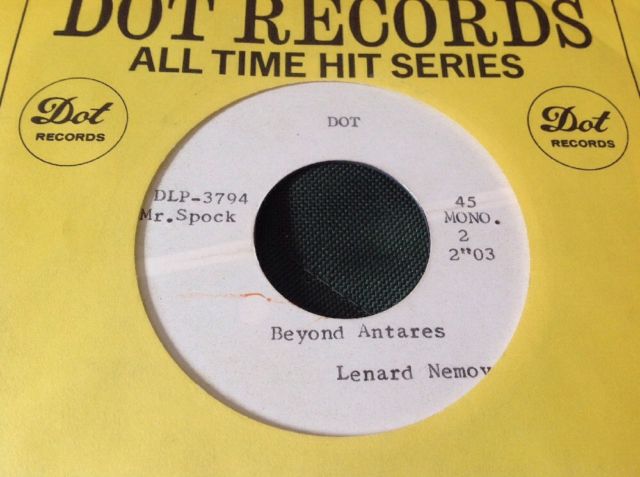 DOT RECORDS
ALL TIME HIT SERIES
Dot
RECORDS
Dot
RECORDS
DOT
DLP-3794
Mr.Spock
45
MONO.
2
2"03
Beyond Antares
Lenard Nemoy